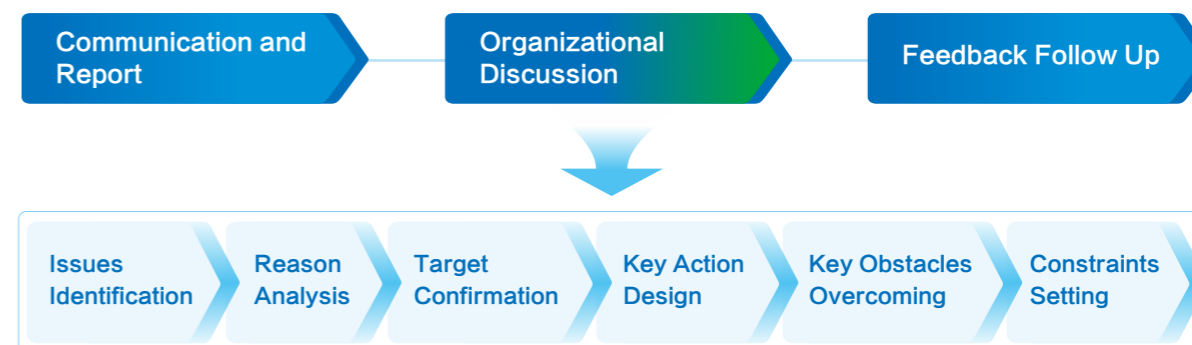 Communication and
Report
Organizational
Discussion
Feedback Follow Up
Issues
Identification
Reason
Analysis
Target
Confirmation
Key Action
Design
Key Obstacles
Overcoming
Constraints
Setting